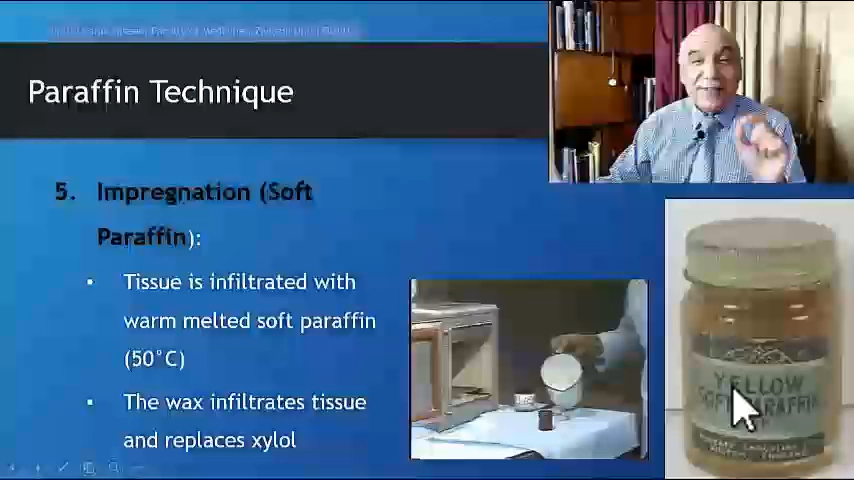 Paraffin Technique
5. Impregnation (Soft
Paraffin):
• Tissue is infiltrated with
warm melted soft paraffin
(50°C)
• The wax infiltrates tissue
and replaces xylol
YELLOW
SOFT PARAFFIN